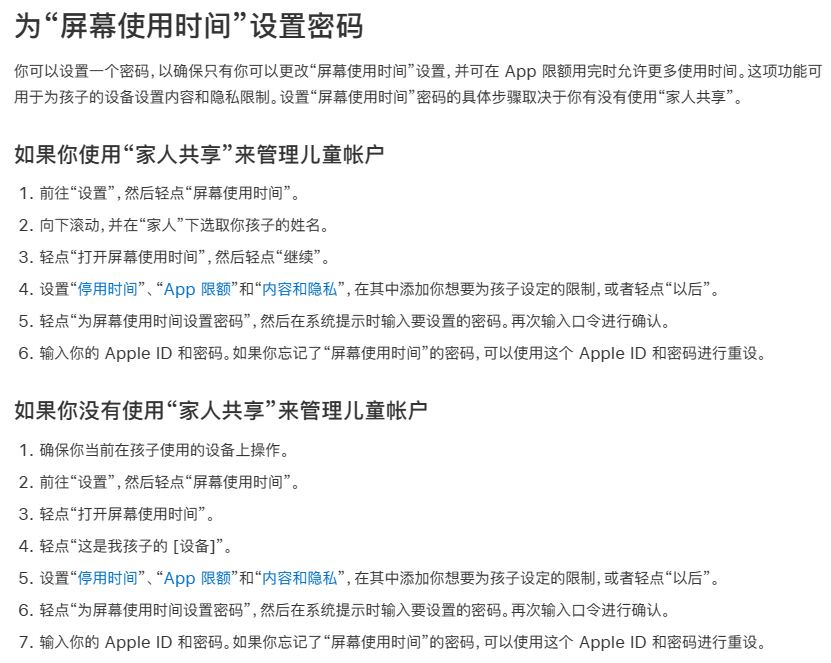 为“屏幕使用时间”设置密码
你可以设置一个密码，以确保只有你可以更改“屏幕使用时间”设置，并可在 App 限额用完时允许更多使用时间。这项功能可
用于为孩子的设备设置内容和隐私限制。设置“屏幕使用时间”密码的具体步骤取决于你有没有使用“家人共享”。
如果你使用“家人共享”来管理儿童帐户
1. 前往“设置”，然后轻点“屏幕使用时间”。
2. 向下滚动，并在“家人”下选取你孩子的姓名。
3. 轻点“打开屏幕使用时间”，然后轻点“继续”。
4. 设置“停用时间”、“App 限额”和“内容和隐私”，在其中添加你想要为孩子设定的限制，或者轻点“以后”。
5. 轻点“为屏幕使用时间设置密码”，然后在系统提示时输入要设置的密码。再次输入口令进行确认。
6. 输入你的 Apple ID 和密码。如果你忘记了“屏幕使用时间”的密码，可以使用这个 Apple ID 和密码进行重设。
如果你没有使用“家人共享”来管理儿童帐户
1. 确保你当前在孩子使用的设备上操作。
2. 前往“设置”，然后轻点“屏幕使用时间”。
3. 轻点“打开屏幕使用时间”。
4. 轻点“这是我孩子的 [设备]”。
5. 设置“停用时间”、“App 限额”和“内容和隐私”，在其中添加你想要为孩子设定的限制，或者轻点“以后”。
6. 轻点“为屏幕使用时间设置密码”，然后在系统提示时输入要设置的密码。再次输入口令进行确认。
7. 输入你的 Apple ID 和密码。如果你忘记了“屏幕使用时间”的密码，可以使用这个 Apple ID 和密码进行重设。